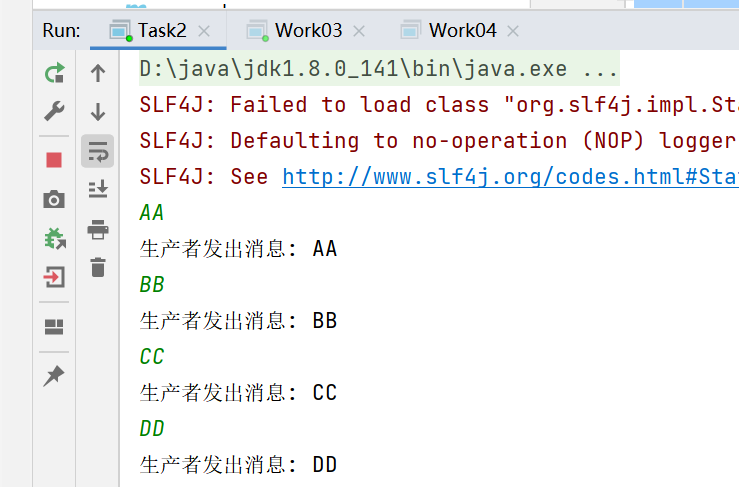 Run: Task2 Work03 Work04
D:\java\jdk1.8.0_141\bin\java.exe ...
SLF4J: Failed to load class "org.slf4j.impl.Sta
SLF4J: Defaulting to no-operation (NOP) logger
SLF4J: See http://www.slf4j.org/codes.html#Stat
AA
生产者发出消息: AA
BB
生产者发出消息: BB
CC
生产者发出消息: CC
DD
生产者发出消息: DD